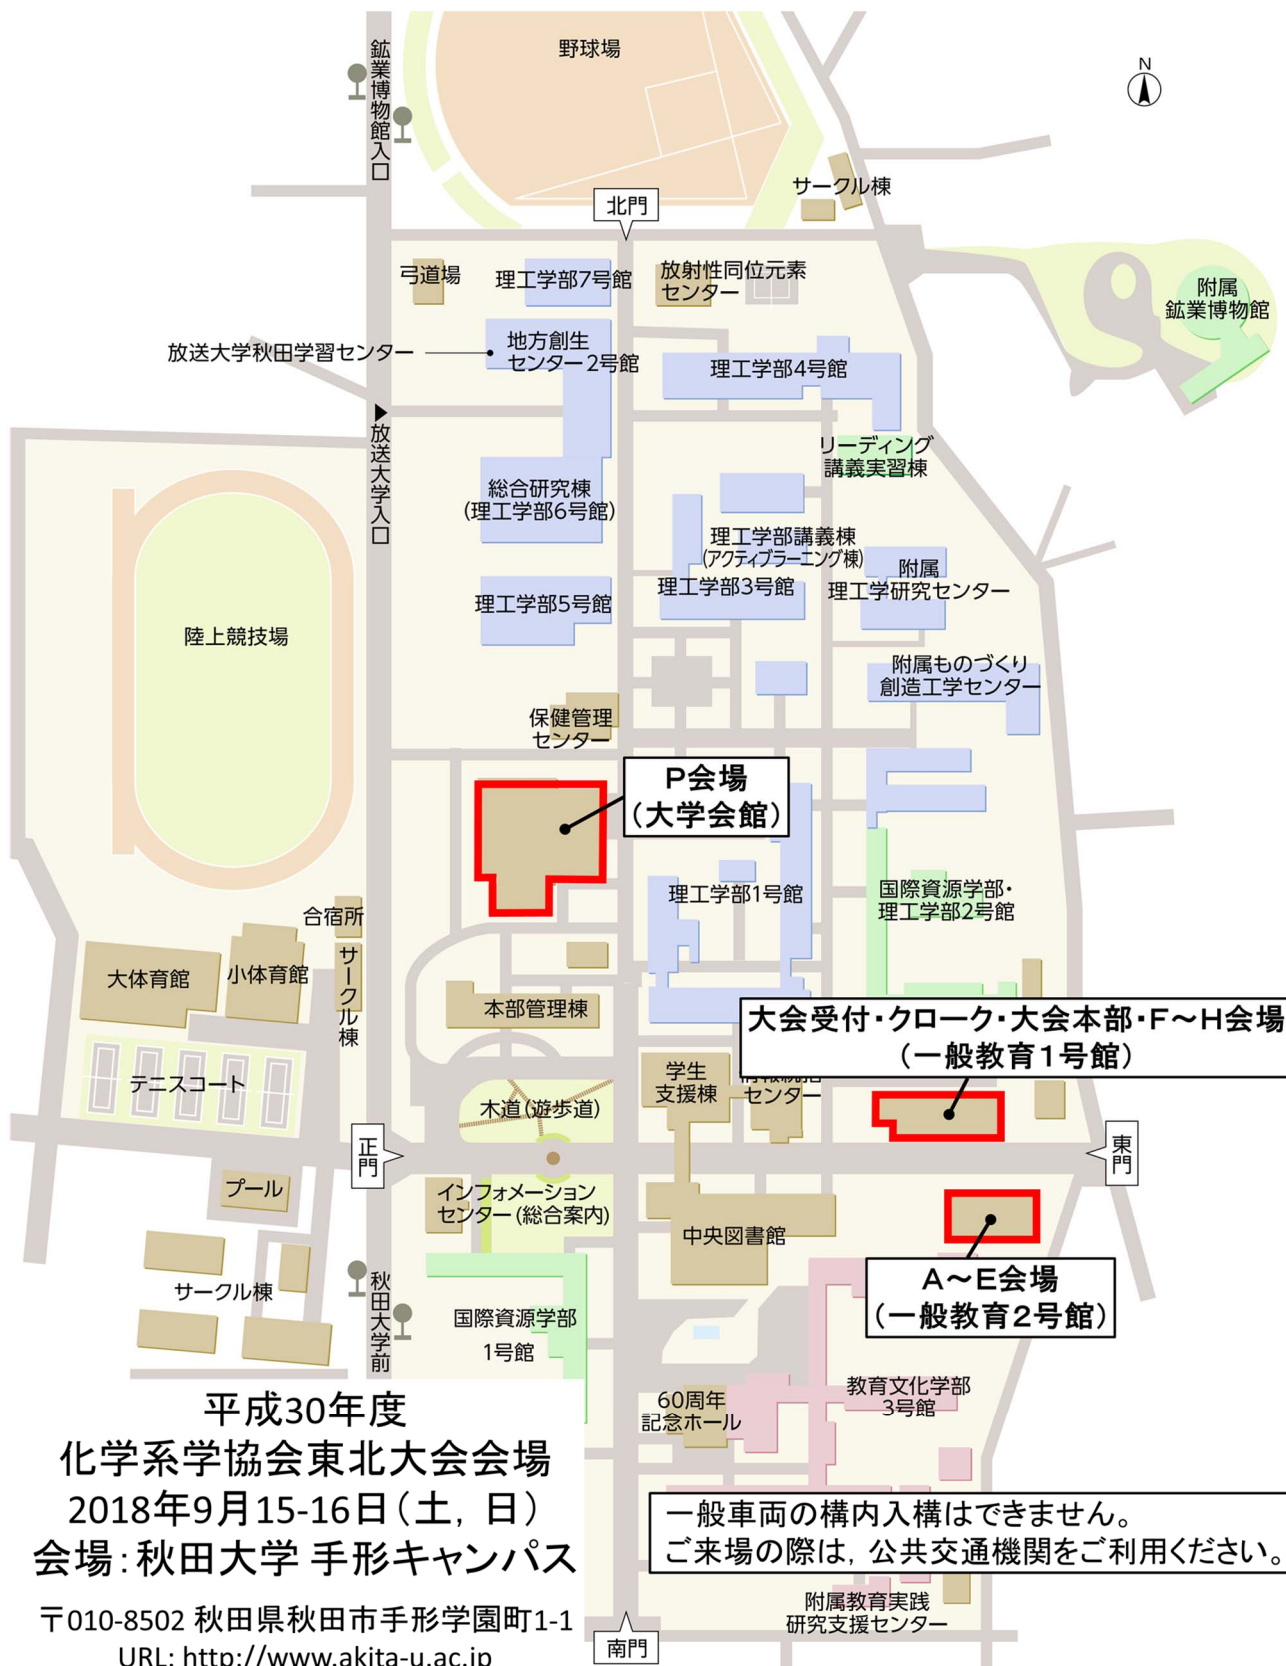 野球場
鉱業博物館入口
N
サークル棟
北門
弓道場
理工学部7号館
放射性同位元素
センター
附属
鉱業博物館
放送大学秋田学習センター
地方創生
センター2号館
理工学部4号館
放送大学入口
リーディング
講義実習棟
総合研究棟
(理工学部6号館)
理工学部講義棟
(アクティブラーニング棟)
理工学部3号館
附属
理工学研究センター
理工学部5号館
陸上競技場
附属ものづくり
創造工学センター
保健管理
センター
P会場
(大学会館)
理工学部1号館
国際資源学部・
理工学部2号館
合宿所
大体育館
小体育館
サークル棟
本部管理棟
大会受付・クローク・大会本部・F～H会場
(一般教育1号館)
学生
支援棟
センター
テニスコート
木道(遊歩道)
正門
東門
プール
インフォメーション
センター(総合案内)
中央図書館
A～E会場
(一般教育2号館)
サークル棟
秋田大学前
国際資源学部
1号館
教育文化学部
3号館
60周年
記念ホール
平成30年度
化学系学協会東北大会会場
2018年9月15-16日(土, 日)
会場:秋田大学 手形キャンパス
〒010-8502 秋田県秋田市手形学園町1-1
URL: http://www.akita-u.ac.jp
一般車両の構内入構はできません。
ご来場の際は, 公共交通機関をご利用ください。
附属教育実践
研究支援センター
南門